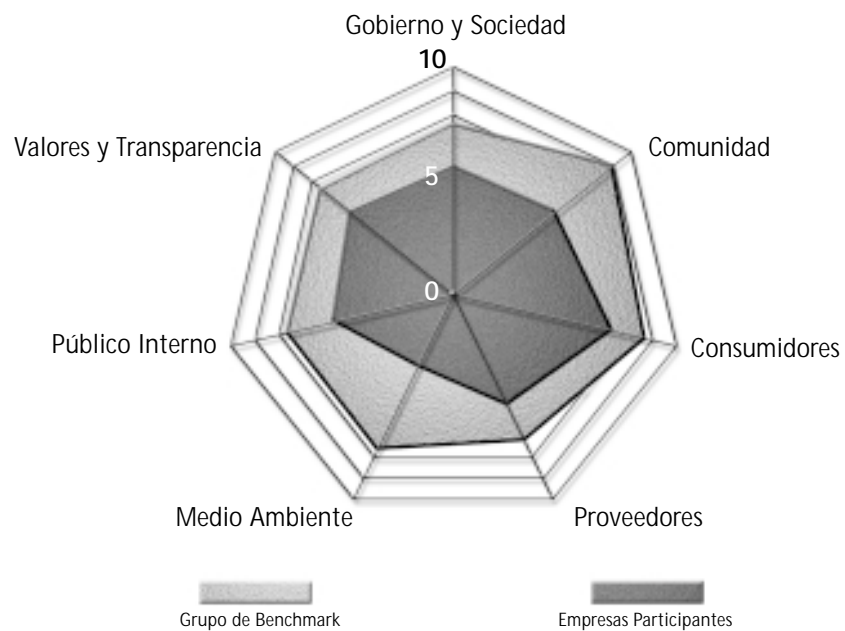 Gobierno y Sociedad
10
Valores y Transparencia
Comunidad
5
0
Público Interno
Consumidores
Medio Ambiente
Proveedores
Grupo de Benchmark
Empresas Participantes